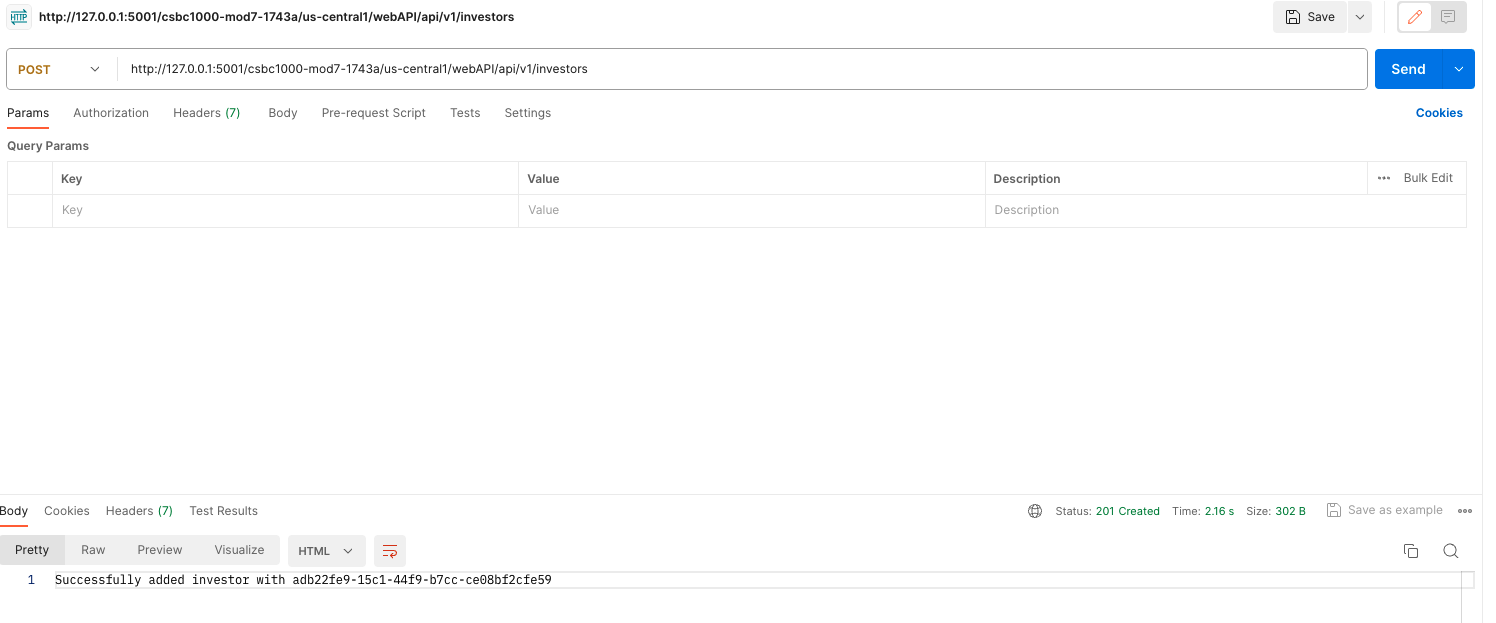 HTTP http://127.0.0.1:5001/csbc1000-mod7-1743a/us-central1/webAPI/api/v1/investors Save
POST http://127.0.0.1:5001/csbc1000-mod7-1743a/us-central1/webAPI/api/v1/investors Send
Params Authorization Headers (7) Body Pre-request Script Tests Settings Cookies
Query Params
Key Value Description Bulk Edit
Key Value Description
Body Cookies Headers (7) Test Results Status: 201 Created Time: 2.16 s Size: 302 B Save as example
Pretty Raw Preview Visualize HTML
1 Successfully added investor with adb22fe9-15c1-44f9-b7cc-ce08bf2cfe59